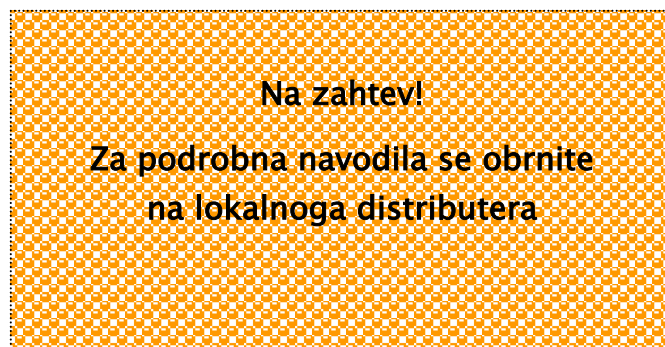 Na zahtev!
Za podrobna navodila se obrnite
na lokalnoga distributera